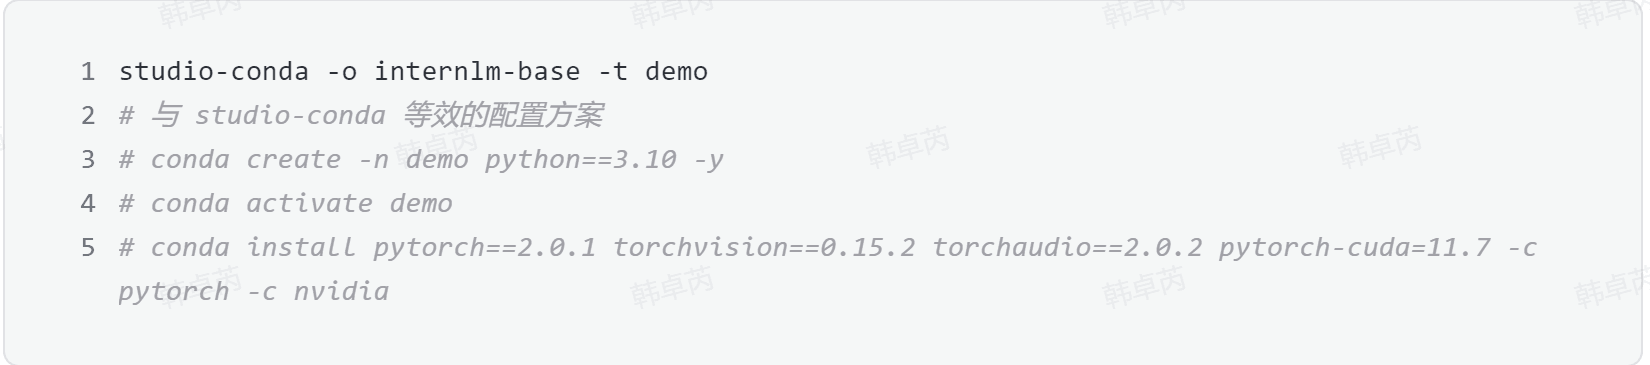 1 studio-conda -o internlm-base -t demo
2 # 与 studio-conda 等效的配置方案
3 # conda create -n demo python==3.10 -y
4 # conda activate demo
5 # conda install pytorch==2.0.1 torchvision==0.15.2 torchaudio==2.0.2 pytorch-cuda=11.7 -c
pytorch -c nvidia
韩卓芮 韩卓芮 韩卓芮 韩卓芮
韩卓芮 韩卓芮 韩卓芮
韩卓芮 韩卓芮 韩卓芮 韩卓芮